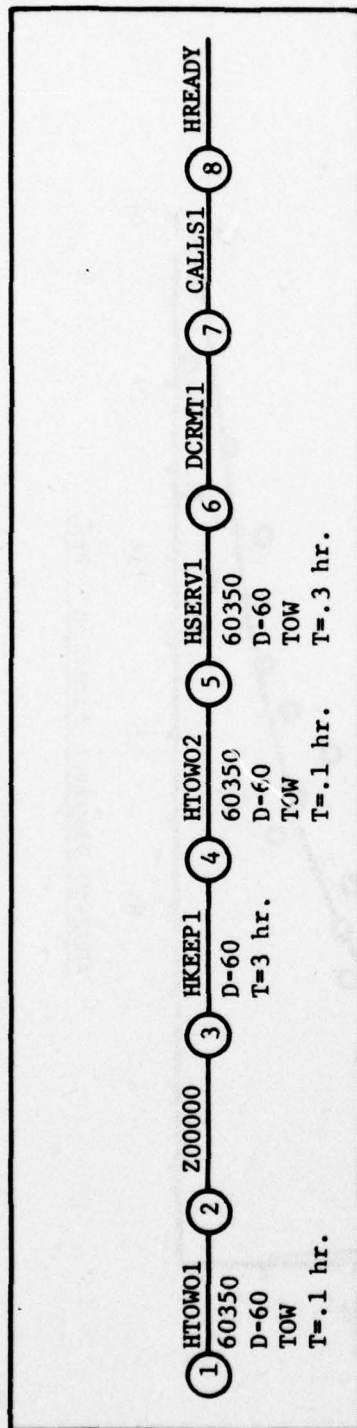 HTOWO1
1
60350
D-60
TOW
T=.1 hr.
2
Z00000
3
HKEEP1
D-60
T=3 hr.
4
HTOWO2
60350
D-60
TOW
T=.1 hr.
5
HSERV1
60350
D-60
TOW
T=.3 hr.
6
DCRMT1
7
CALLS1
8
HREADY